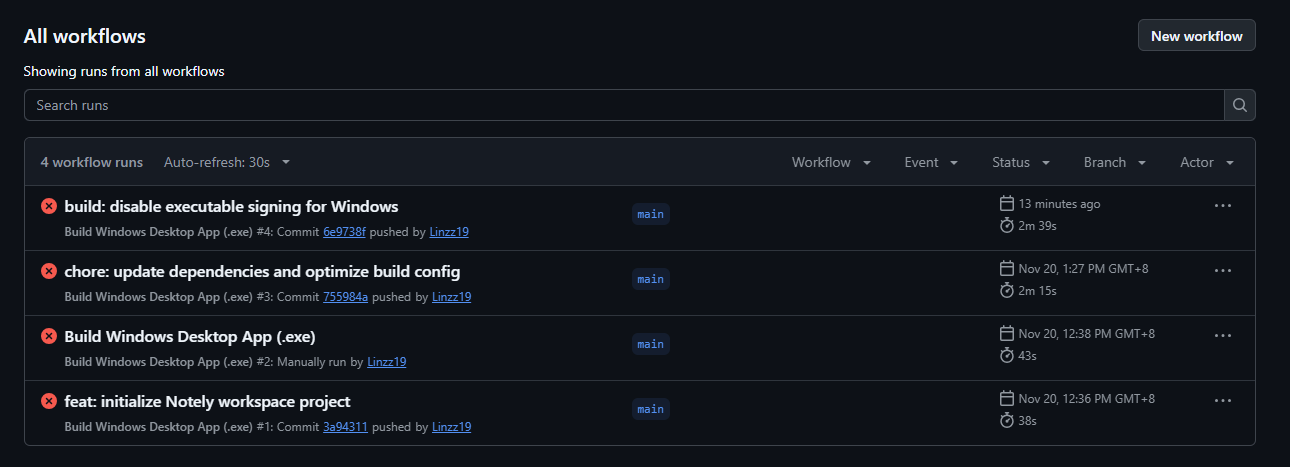 All workflows
New workflow
Showing runs from all workflows
Search runs
4 workflow runs Auto-refresh: 30s Workflow Event Status Branch Actor
build: disable executable signing for Windows
main
13 minutes ago
Build Windows Desktop App (.exe) #4: Commit 6e9738f pushed by Linzz19
2m 39s
chore: update dependencies and optimize build config
main
Nov 20, 1:27 PM GMT+8
Build Windows Desktop App (.exe) #3: Commit 755984a pushed by Linzz19
2m 15s
Build Windows Desktop App (.exe)
main
Nov 20, 12:38 PM GMT+8
Build Windows Desktop App (.exe) #2: Manually run by Linzz19
43s
feat: initialize Notely workspace project
main
Nov 20, 12:36 PM GMT+8
Build Windows Desktop App (.exe) #1: Commit 3a94311 pushed by Linzz19
38s